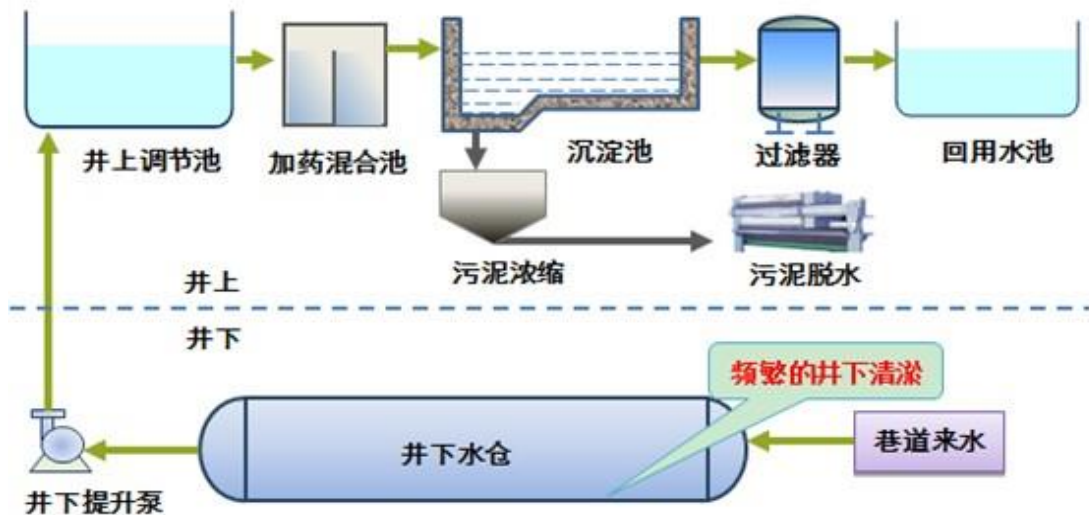 井上调节池
加药混合池
沉淀池
过滤器
回用水池
污泥浓缩
污泥脱水
井上
井下
频繁的井下清淤
井下水仓
巷道来水
井下提升泵